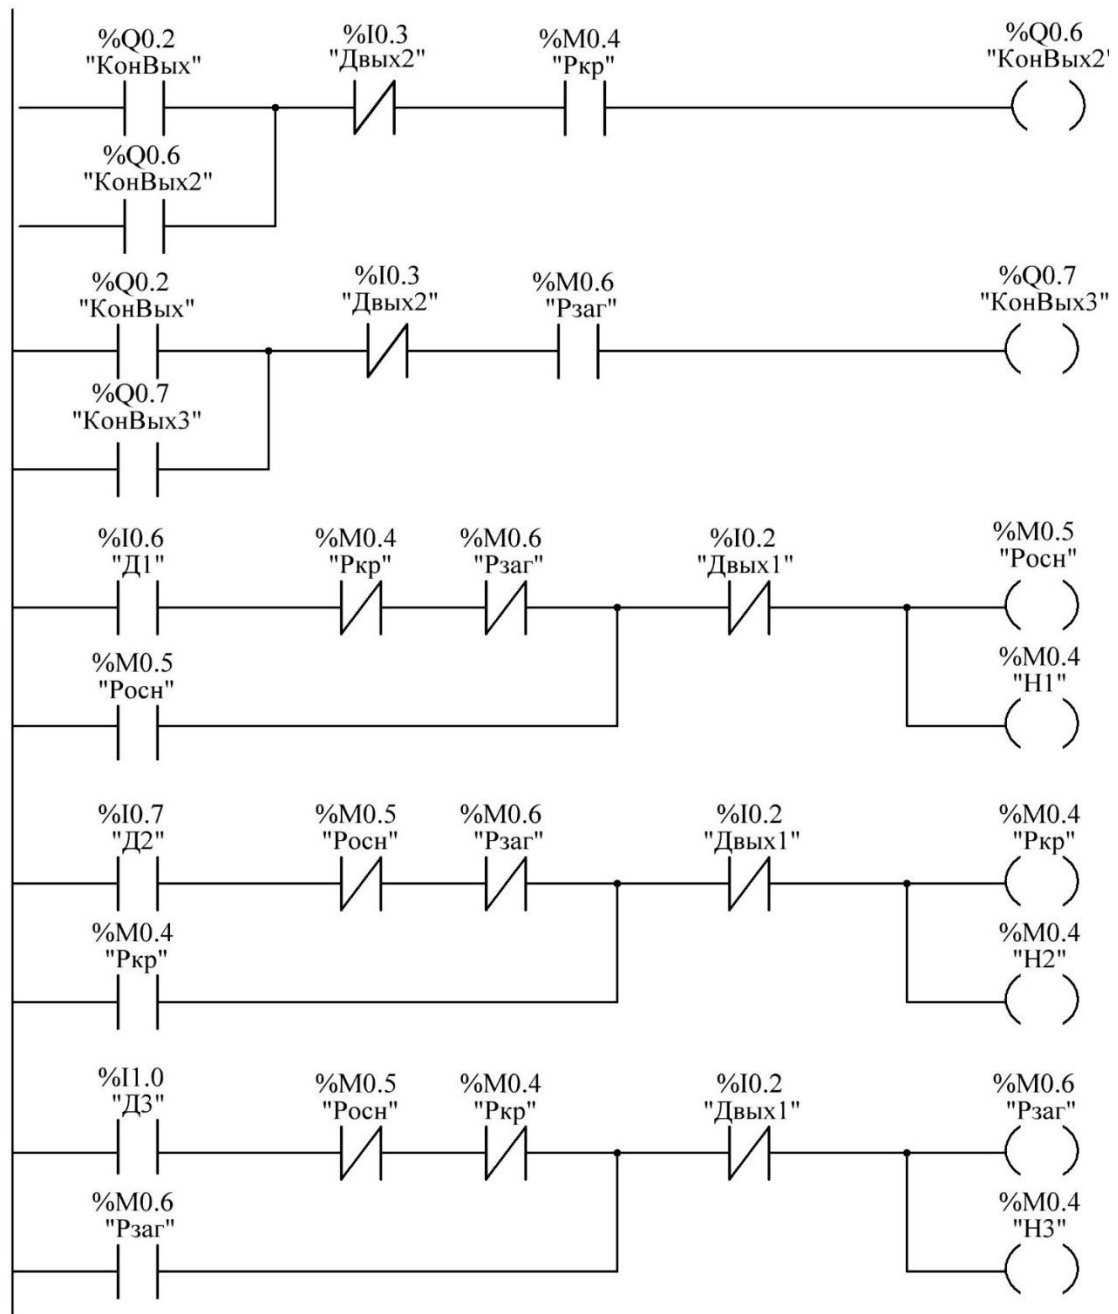 %Q0.2
"КонВых"
%I0.3
"Двых2"
%M0.4
"Ркр"
%Q0.6
"КонВых2"
%Q0.6
"КонВых2"
%Q0.2
"КонВых"
%I0.3
"Двых2"
%M0.6
"Рзаг"
%Q0.7
"КонВых3"
%Q0.7
"КонВых3"
%I0.6
"Д1"
%M0.4
"Ркр"
%M0.6
"Рзаг"
%I0.2
"Двых1"
%M0.5
"Росн"
%M0.5
"Росн"
%M0.4
"Н1"
%I0.7
"Д2"
%M0.5
"Росн"
%M0.6
"Рзаг"
%I0.2
"Двых1"
%M0.4
"Ркр"
%M0.4
"Ркр"
%M0.4
"Н2"
%I1.0
"Д3"
%M0.5
"Росн"
%M0.4
"Ркр"
%I0.2
"Двых1"
%M0.6
"Рзаг"
%M0.6
"Рзаг"
%M0.4
"Н3"